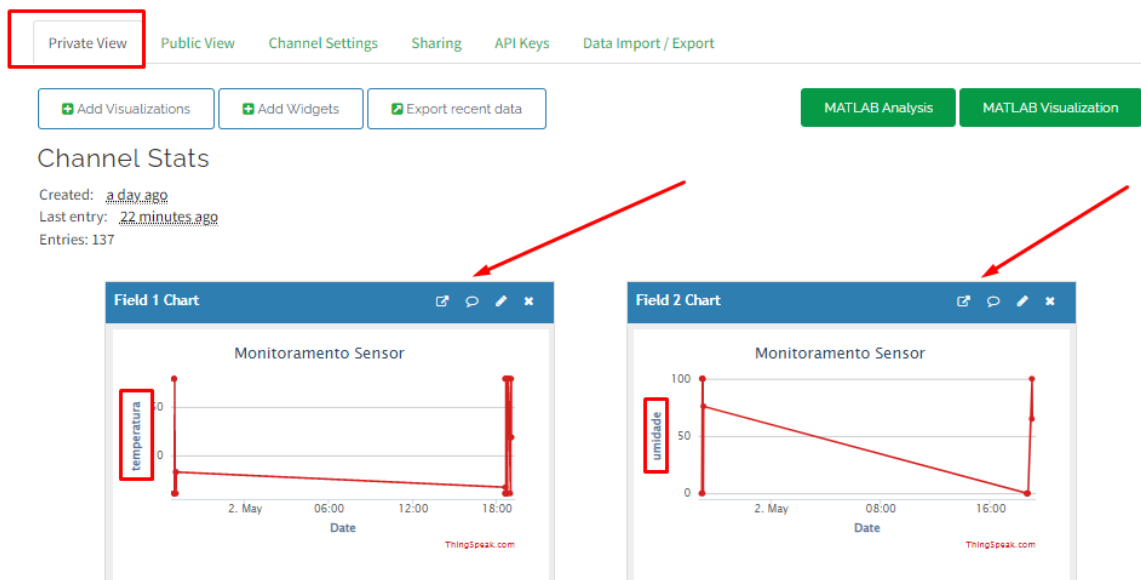 Private View Public View Channel Settings Sharing API Keys Data Import / Export
Add Visualizations Add Widgets Export recent data MATLAB Analysis MATLAB Visualization
Channel Stats
Created: a day ago
Last entry: 22 minutes ago
Entries: 137
Field 1 Chart
Monitoramento Sensor
temperatura
50
0
2. May 06:00 12:00 18:00
Date
ThingSpeak.com
Field 2 Chart
Monitoramento Sensor
umidade
100
50
0
2. May 08:00 16:00
Date
ThingSpeak.com